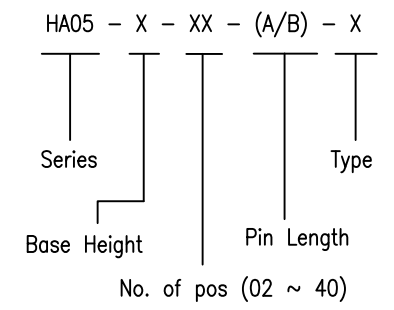 HA05 - X - XX - (A/B) - X
Series
Type
Base Height
Pin Length
No. of pos (02 ~ 40)